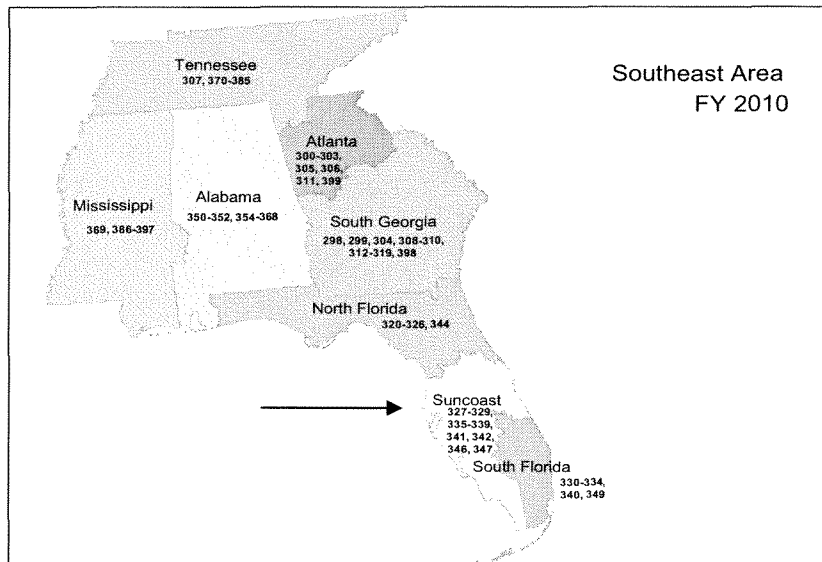 Southeast Area
FY 2010
Tennessee
307, 370-385
Atlanta
300-303,
305, 306,
311, 399
Mississippi
369, 386-397
Alabama
350-352, 354-368
South Georgia
298, 299, 304, 308-310,
312-319, 398
North Florida
320-326, 344
Suncoast
327-329,
335-339,
341, 342,
346, 347
South Florida
330-334,
340, 349